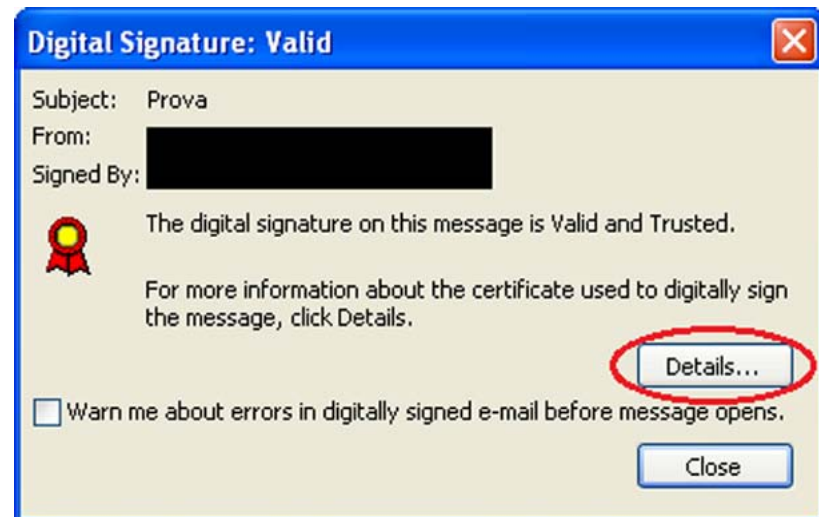 Digital Signature: Valid
Subject: Prova
From:
Signed By:
The digital signature on this message is Valid and Trusted.
For more information about the certificate used to digitally sign
the message, click Details.
Details...
Warn me about errors in digitally signed e-mail before message opens.
Close